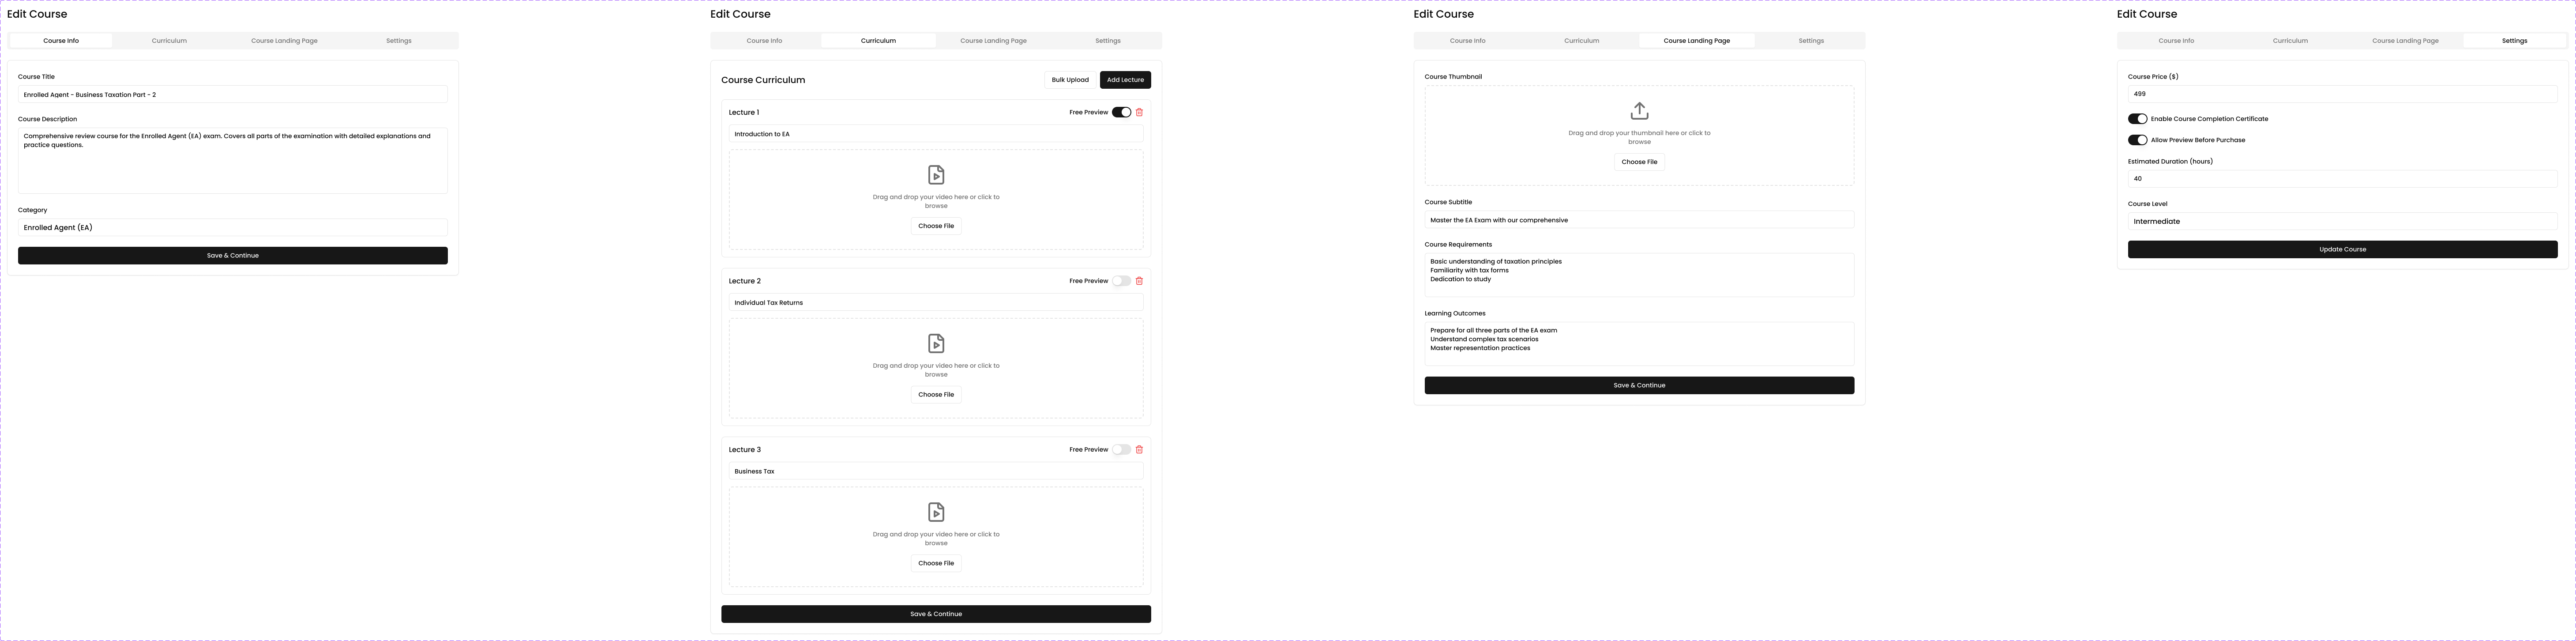 Edit Course
Course Info
Curriculum
Course Landing Page
Settings
Course Title
Enrolled Agent - Business Taxation Part - 2
Course Description
Comprehensive review course for the Enrolled Agent (EA) exam. Covers all parts of the examination with detailed explanations and
practice questions.
Category
Enrolled Agent (EA)
Save & Continue
Edit Course
Course Info
Curriculum
Course Landing Page
Settings
Course Curriculum
Bulk Upload
Add Lecture
Lecture 1
Free Preview
Introduction to EA
Drag and drop your video here or click to
browse
Choose File
Lecture 2
Free Preview
Individual Tax Returns
Drag and drop your video here or click to
browse
Choose File
Lecture 3
Free Preview
Business Tax
Drag and drop your video here or click to
browse
Choose File
Save & Continue
Edit Course
Course Info
Curriculum
Course Landing Page
Settings
Course Thumbnail
Drag and drop your thumbnail here or click to
browse
Choose File
Course Subtitle
Master the EA Exam with our comprehensive
Course Requirements
Basic understanding of taxation principles
Familiarity with tax forms
Dedication to study
Learning Outcomes
Prepare for all three parts of the EA exam
Understand complex tax scenarios
Master representation practices
Save & Continue
Edit Course
Course Info
Curriculum
Course Landing Page
Settings
Course Price ($)
499
Enable Course Completion Certificate
Allow Preview Before Purchase
Estimated Duration (hours)
40
Course Level
Intermediate
Update Course